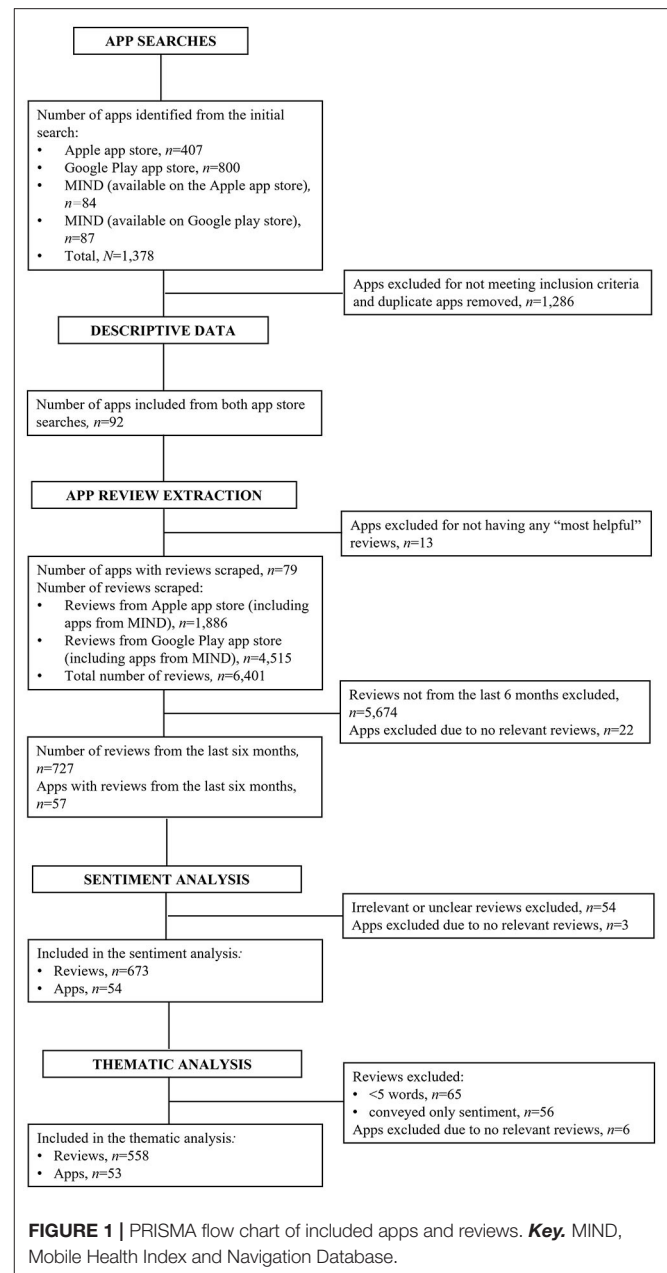 APP SEARCHES
Number of apps identified from the initial
search:
• Apple app store, n=407
• Google Play app store, n=800
• MIND (available on the Apple app store),
n=84
• MIND (available on Google play store),
n=87
• Total, N=1,378
Apps excluded for not meeting inclusion criteria
and duplicate apps removed, n=1,286
DESCRIPTIVE DATA
Number of apps included from both app store
searches, n=92
APP REVIEW EXTRACTION
Apps excluded for not having any “most helpful”
reviews, n=13
Number of apps with reviews scraped, n=79
Number of reviews scraped:
• Reviews from Apple app store (including
apps from MIND), n=1,886
• Reviews from Google Play app store
(including apps from MIND), n=4,515
• Total number of reviews, n=6,401
Reviews not from the last 6 months excluded,
n=5,674
Apps excluded due to no relevant reviews, n=22
Number of reviews from the last six months,
n=727
Apps with reviews from the last six months,
n=57
SENTIMENT ANALYSIS
Irrelevant or unclear reviews excluded, n=54
Apps excluded due to no relevant reviews, n=3
Included in the sentiment analysis:
• Reviews, n=673
• Apps, n=54
THEMATIC ANALYSIS
Reviews excluded:
• <5 words, n=65
• conveyed only sentiment, n=56
Apps excluded due to no relevant reviews, n=6
Included in the thematic analysis:
• Reviews, n=558
• Apps, n=53
FIGURE 1 | PRISMA flow chart of included apps and reviews. Key. MIND,
Mobile Health Index and Navigation Database.